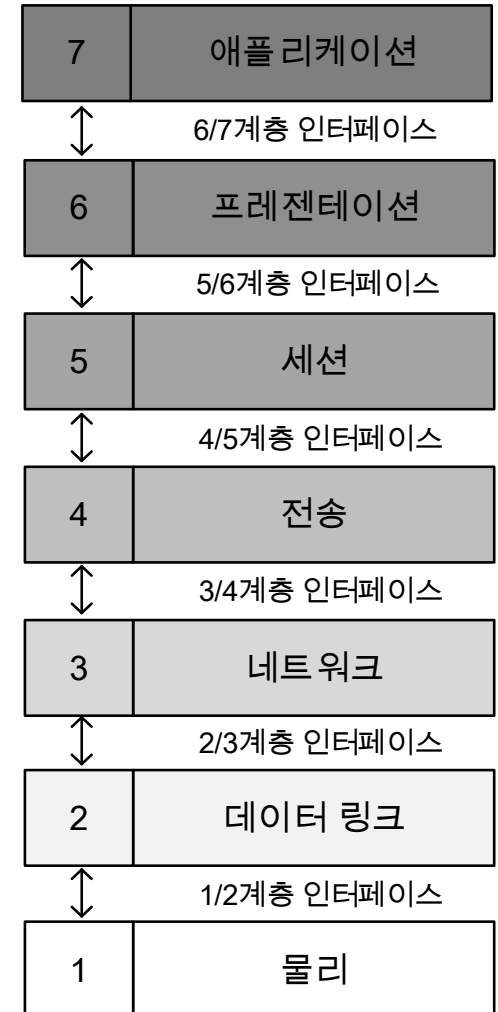 7 애플리케이션
6/7계층 인터페이스
6 프레젠테이션
5/6계층 인터페이스
5 세션
4/5계층 인터페이스
4 전송
3/4계층 인터페이스
3 네트워크
2/3계층 인터페이스
2 데이터 링크
1/2계층 인터페이스
1 물리